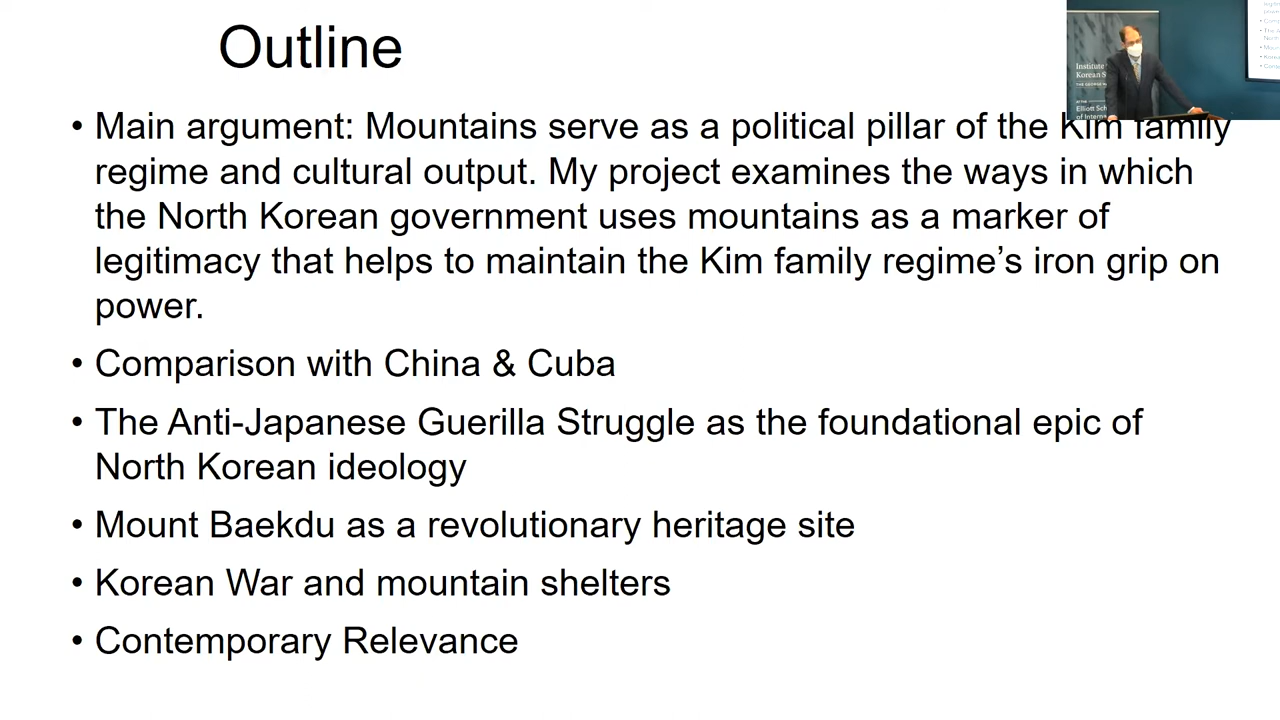 Outline
• Main argument: Mountains serve as a political pillar of the Kim family
regime and cultural output. My project examines the ways in which
the North Korean government uses mountains as a marker of
legitimacy that helps to maintain the Kim family regime’s iron grip on
power.
• Comparison with China & Cuba
• The Anti-Japanese Guerilla Struggle as the foundational epic of
North Korean ideology
• Mount Baekdu as a revolutionary heritage site
• Korean War and mountain shelters
• Contemporary Relevance
Institute
Korean S
Elliott Sch
of Intern